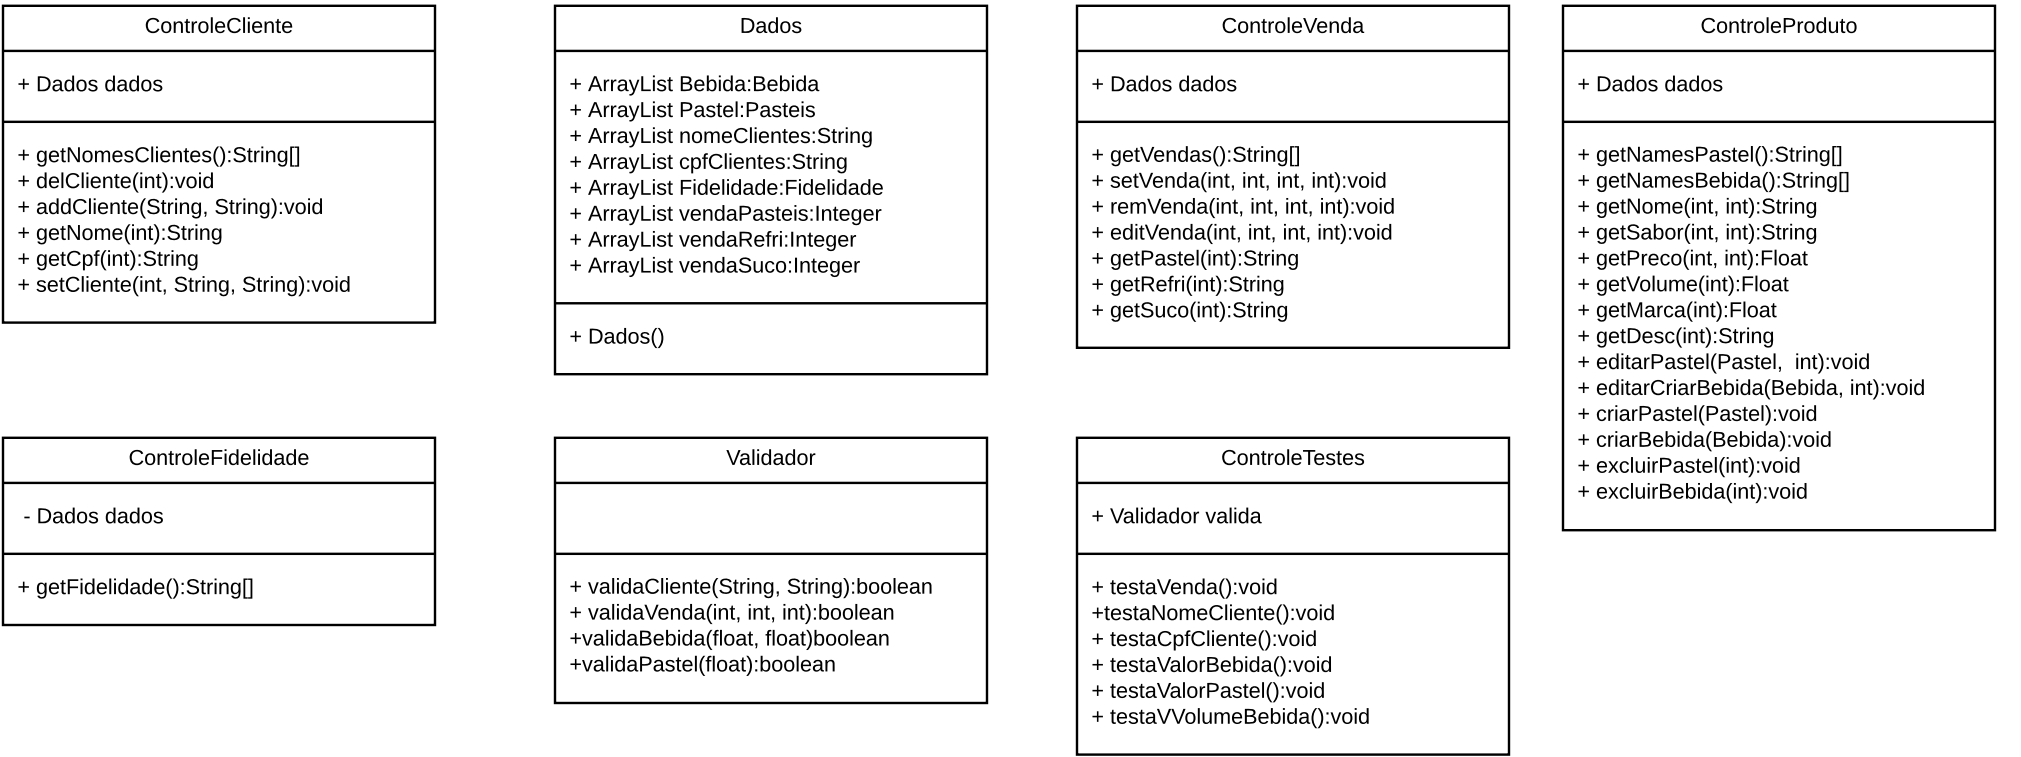 ControleCliente
+ Dados dados
+ getNomesClientes():String[]
+ delCliente(int):void
+ addCliente(String, String):void
+ getNome(int):String
+ getCpf(int):String
+ setCliente(int, String, String):void
Dados
+ ArrayList Bebida:Bebida
+ ArrayList Pastel:Pasteis
+ ArrayList nomeClientes:String
+ ArrayList cpfClientes:String
+ ArrayList Fidelidade:Fidelidade
+ ArrayList vendaPasteis:Integer
+ ArrayList vendaRefri:Integer
+ ArrayList vendaSuco:Integer
+ Dados()
ControleVenda
+ Dados dados
+ getVendas():String[]
+ setVenda(int, int, int, int):void
+ remVenda(int, int, int, int):void
+ editVenda(int, int, int, int):void
+ getPastel(int):String
+ getRefri(int):String
+ getSuco(int):String
ControleProduto
+ Dados dados
+ getNamesPastel():String[]
+ getNamesBebida():String[]
+ getNome(int, int):String
+ getSabor(int, int):String
+ getPreco(int, int):Float
+ getVolume(int):Float
+ getMarca(int):Float
+ getDesc(int):String
+ editarPastel(Pastel,  int):void
+ editarCriarBebida(Bebida, int):void
+ criarPastel(Pastel):void
+ criarBebida(Bebida):void
+ excluirPastel(int):void
+ excluirBebida(int):void
ControleFidelidade
- Dados dados
+ getFidelidade():String[]
Validador
+ validaCliente(String, String):boolean
+ validaVenda(int, int, int):boolean
+validaBebida(float, float)boolean
+validaPastel(float):boolean
ControleTestes
+ Validador valida
+ testaVenda():void
+testaNomeCliente():void
+ testaCpfCliente():void
+ testaValorBebida():void
+ testaValorPastel():void
+ testaVVolumeBebida():void